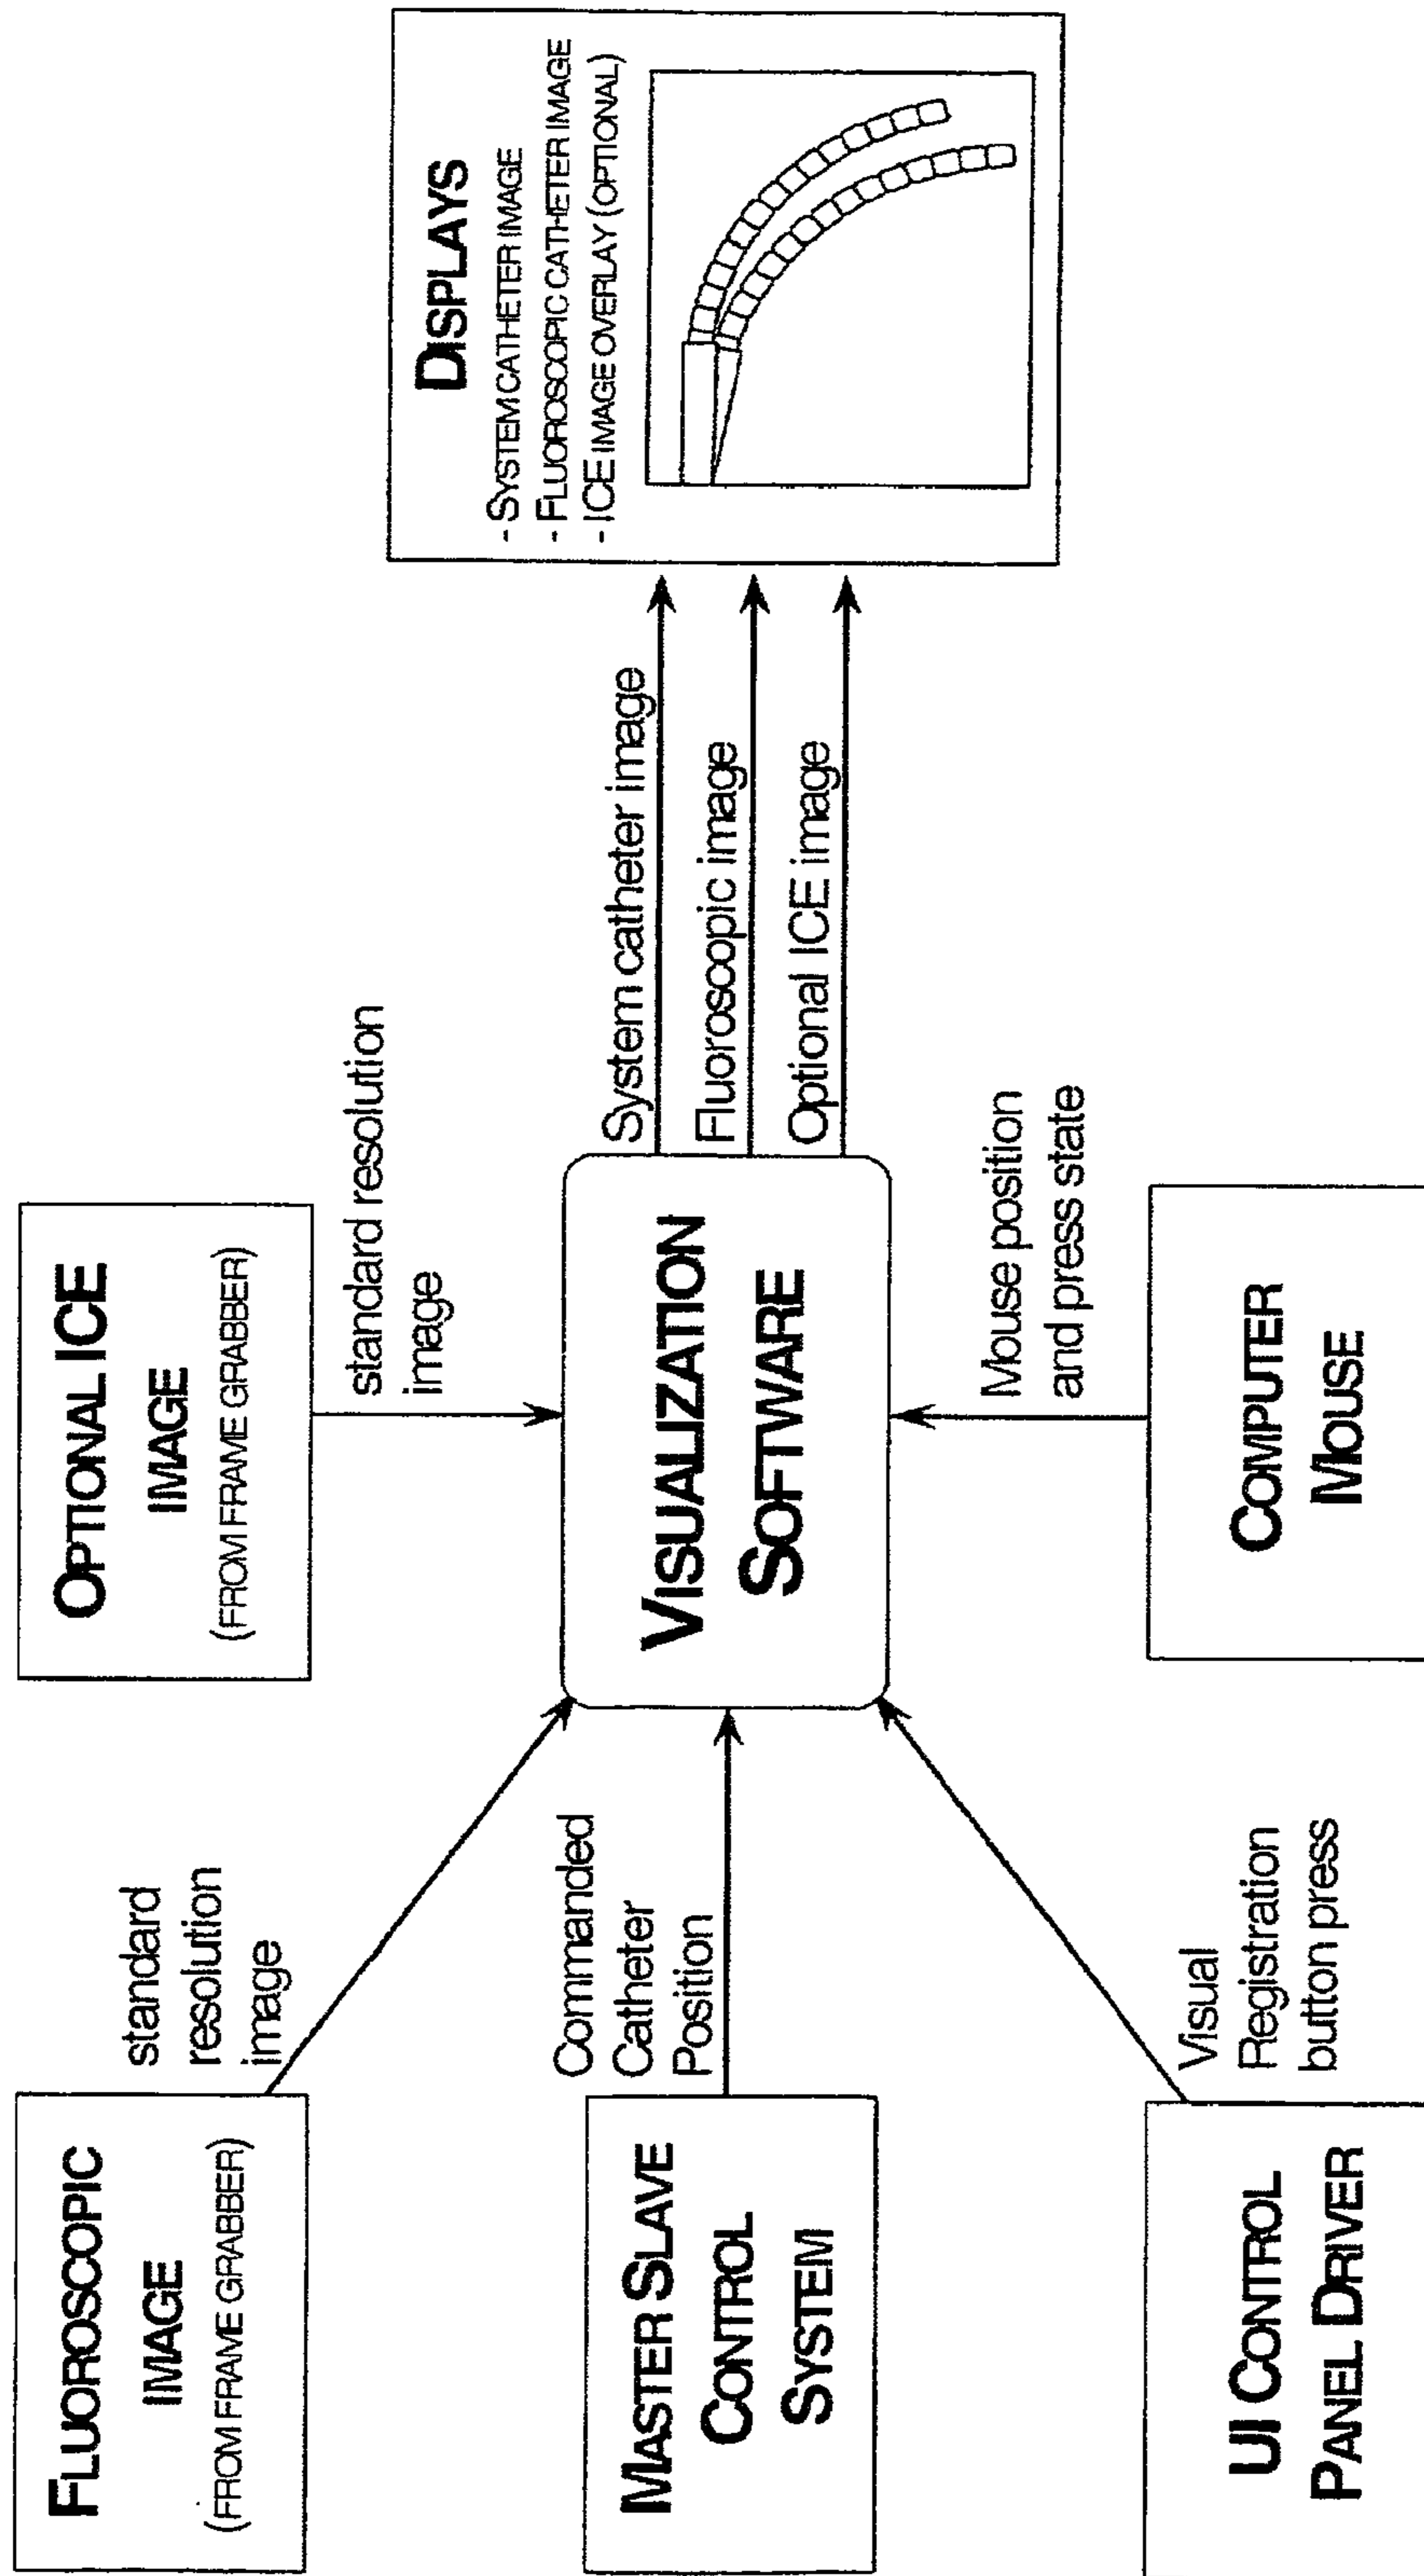 FLUOROSCOPIC
IMAGE
(FROM FRAME GRABBER)
standard
resolution
image
OPTIONAL ICE
IMAGE
(FROM FRAME GRABBER)
standard resolution
image
MASTER SLAVE
CONTROL
SYSTEM
Commanded
Catheter
Position
VISUALIZATION
SOFTWARE
System catheter image
Fluoroscopic image
Optional ICE image
DISPLAYS
- SYSTEM CATHETER IMAGE
- FLUOROSCOPIC CATHETER IMAGE
- ICE IMAGE OVERLAY (OPTIONAL)
UI CONTROL
PANEL DRIVER
Visual
Registration
button press
COMPUTER
MOUSE
Mouse position
and press state